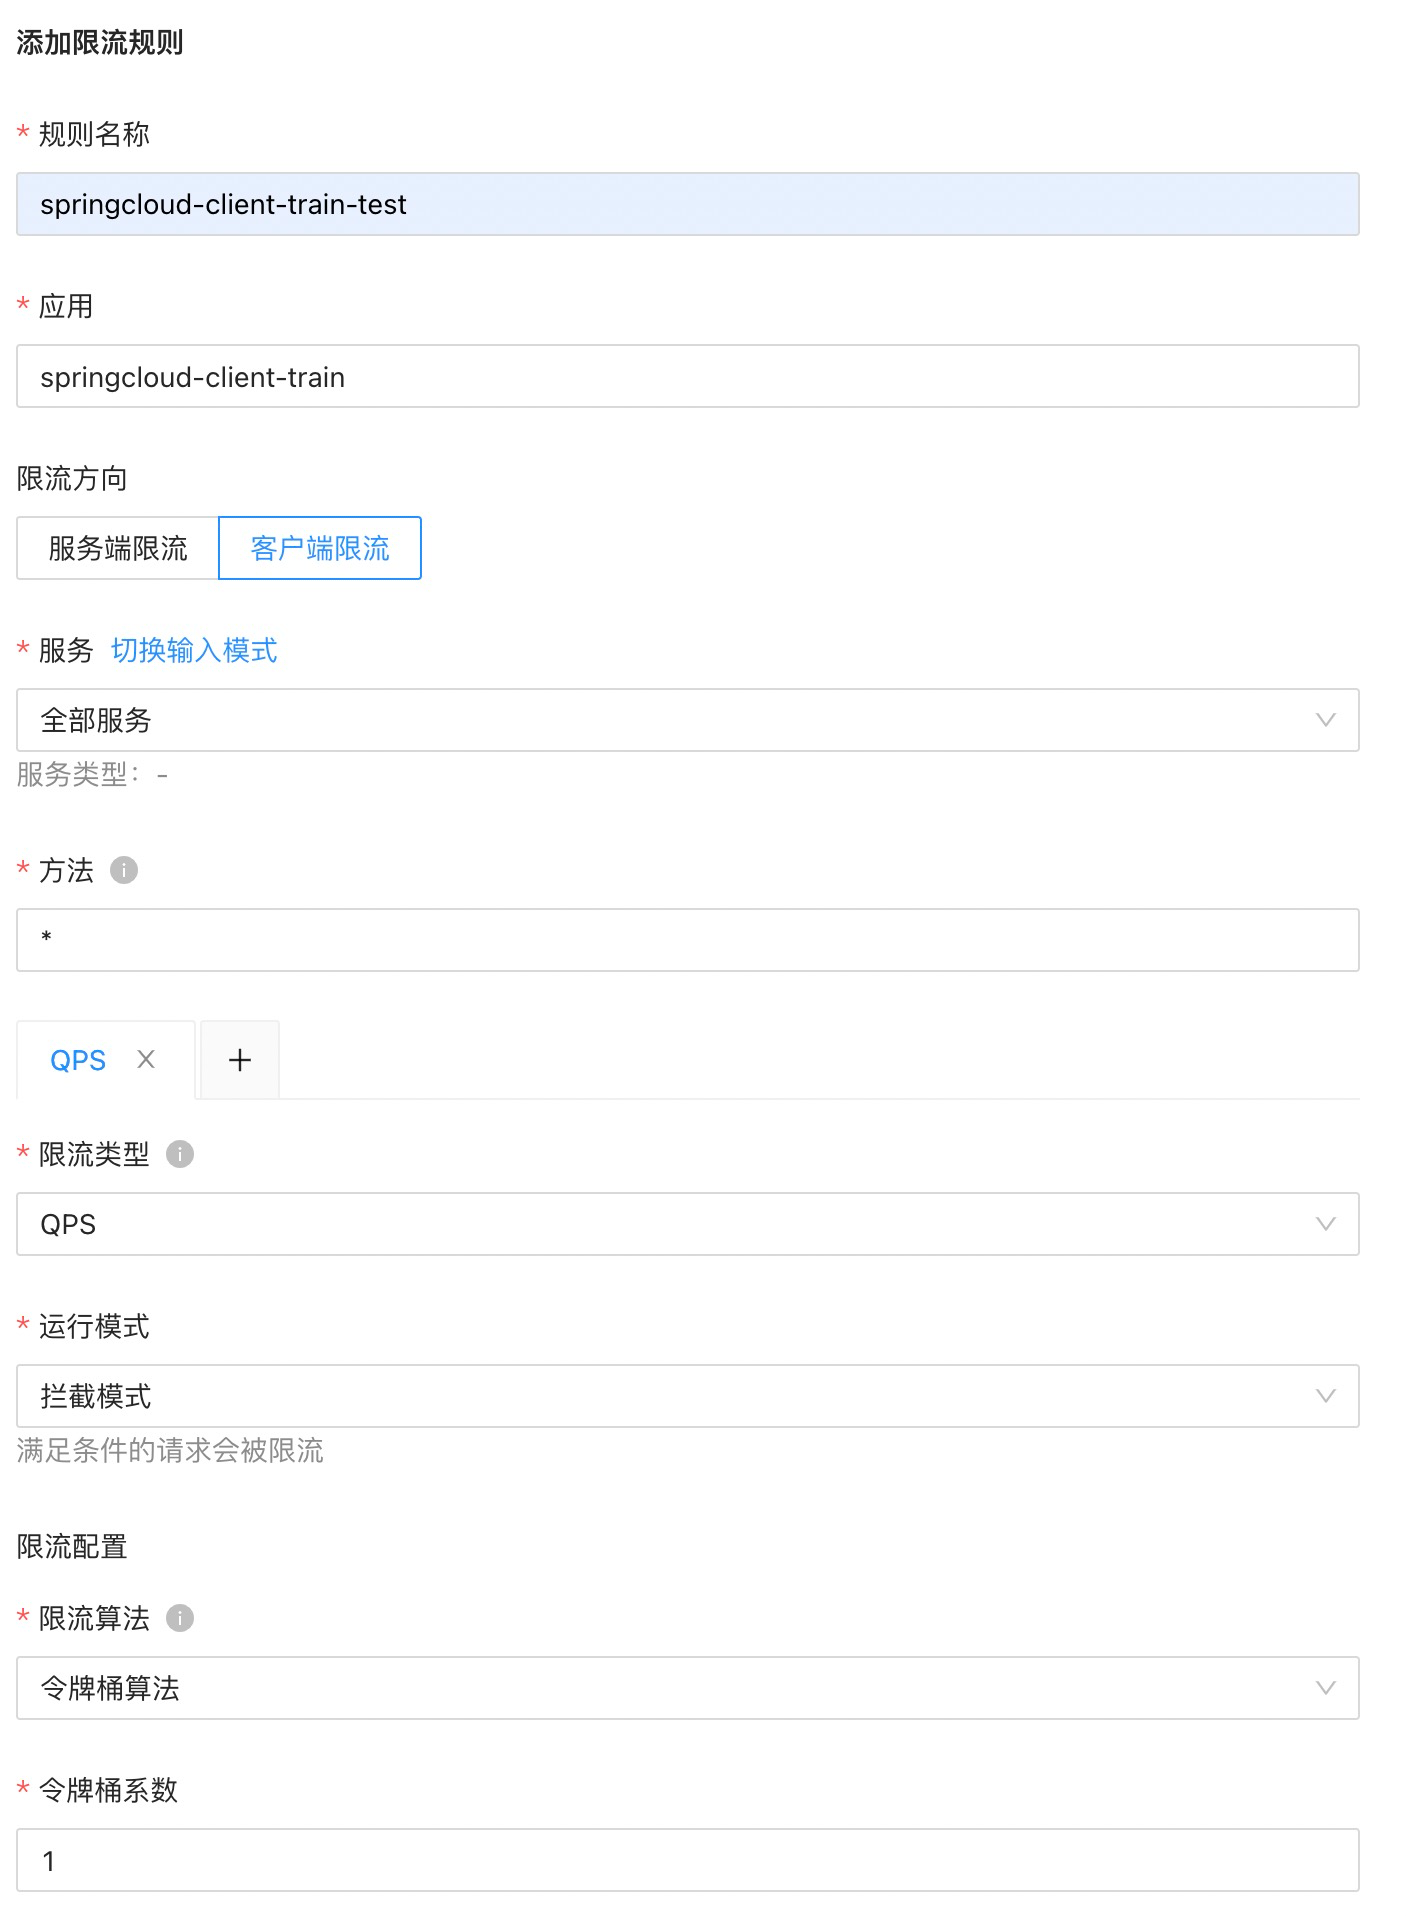 添加限流规则
* 规则名称
springcloud-client-train-test
* 应用
springcloud-client-train
限流方向
服务端限流 客户端限流
* 服务 切换输入模式
全部服务
服务类型： -
* 方法 i
*
QPS X +
* 限流类型 i
QPS
* 运行模式
拦截模式
满足条件的请求会被限流
限流配置
* 限流算法 i
令牌桶算法
* 令牌桶系数
1